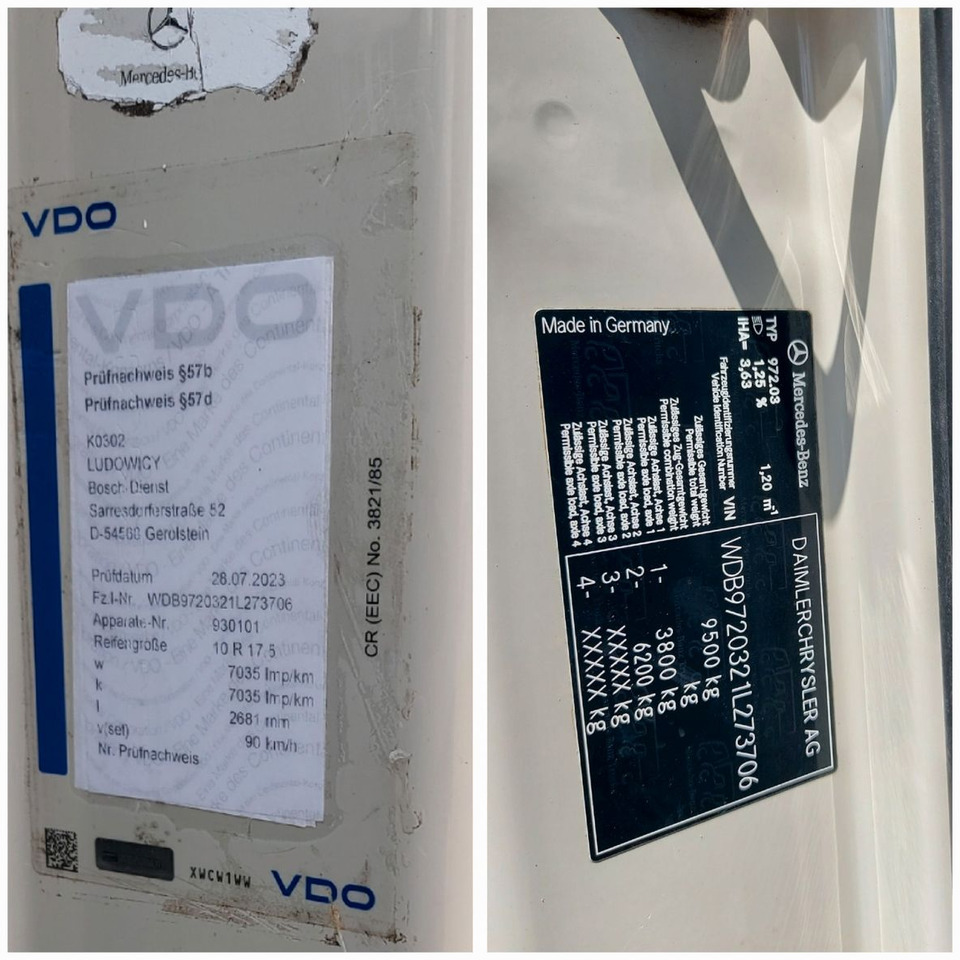 Mercedes-B
VDO
VDO
Prüfnachweis §57b
Prüfnachweis §57d
K0302
LUDOWICY
Bosch Dienst
Sarresdorferstraße 52
D-54568 Gerolstein
Prüfdatum 28.07.2023
Fz.I-Nr. WDB9720321L273706
Apparate-Nr. 930101
Reifengröße 10 R 17,5
w 7035 Imp/km
k 7035 Imp/km
l 2681 mm
v(set) 90 km/h
Nr. Prüfnachweis
CR (EEC) No. 3821/85
XWCW1WW
VDO
Mercedes-Benz
DAIMLERCHRYSLER AG
TYP 972.03
1,25 % 1,20 m⁻¹
IHA= 3,63
Fahrzeugidentifizierungsnummer
Vehicle Identification Number VIN WDB9720321L273706
Zulässiges Gesamtgewicht
Permissible total weight 9500 kg
Zulässiges Zug-Gesamtgewicht
Permissible combination weight kg
Zulässige Achslast, Achse 1
Permissible axle load, axle 1 1- 3800 kg
Zulässige Achslast, Achse 2
Permissible axle load, axle 2 2- 6200 kg
Zulässige Achslast, Achse 3
Permissible axle load, axle 3 3- XXXXX kg
Zulässige Achslast, Achse 4
Permissible axle load, axle 4 4- XXXXX kg
Made in Germany